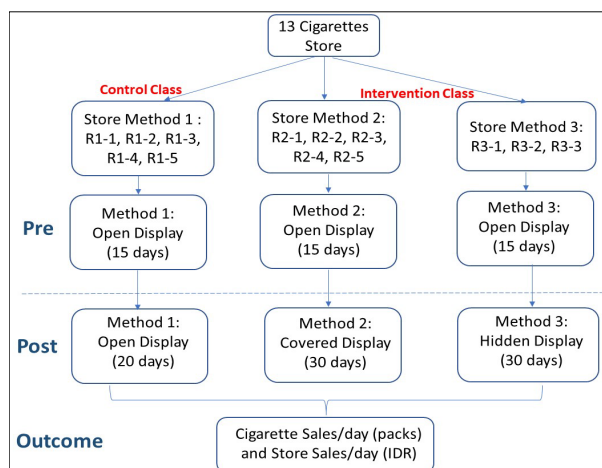 13 Cigarettes
Store
Control Class
Intervention Class
Store Method 1 :
R1-1, R1-2, R1-3,
R1-4, R1-5
Store Method 2 :
R2-1, R2-2, R2-3,
R2-4, R2-5
Store Method 3 :
R3-1, R3-2, R3-3
Pre
Method 1:
Open Display
(15 days)
Method 2:
Open Display
(15 days)
Method 3:
Open Display
(15 days)
Post
Method 1:
Open Display
(20 days)
Method 2:
Covered Display
(30 days)
Method 3:
Hidden Display
(30 days)
Outcome
Cigarette Sales/day (packs)
and Store Sales/day (IDR)